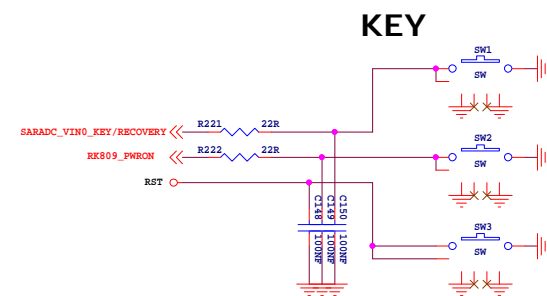 KEY
SW1
SW
R221 22R
SARADC_VIN0_KEY/RECOVERY
R222 22R
RK809_PWRON
SW2
SW
RST
C148 100NF
C149 100NF
C150 100NF
SW3
SW